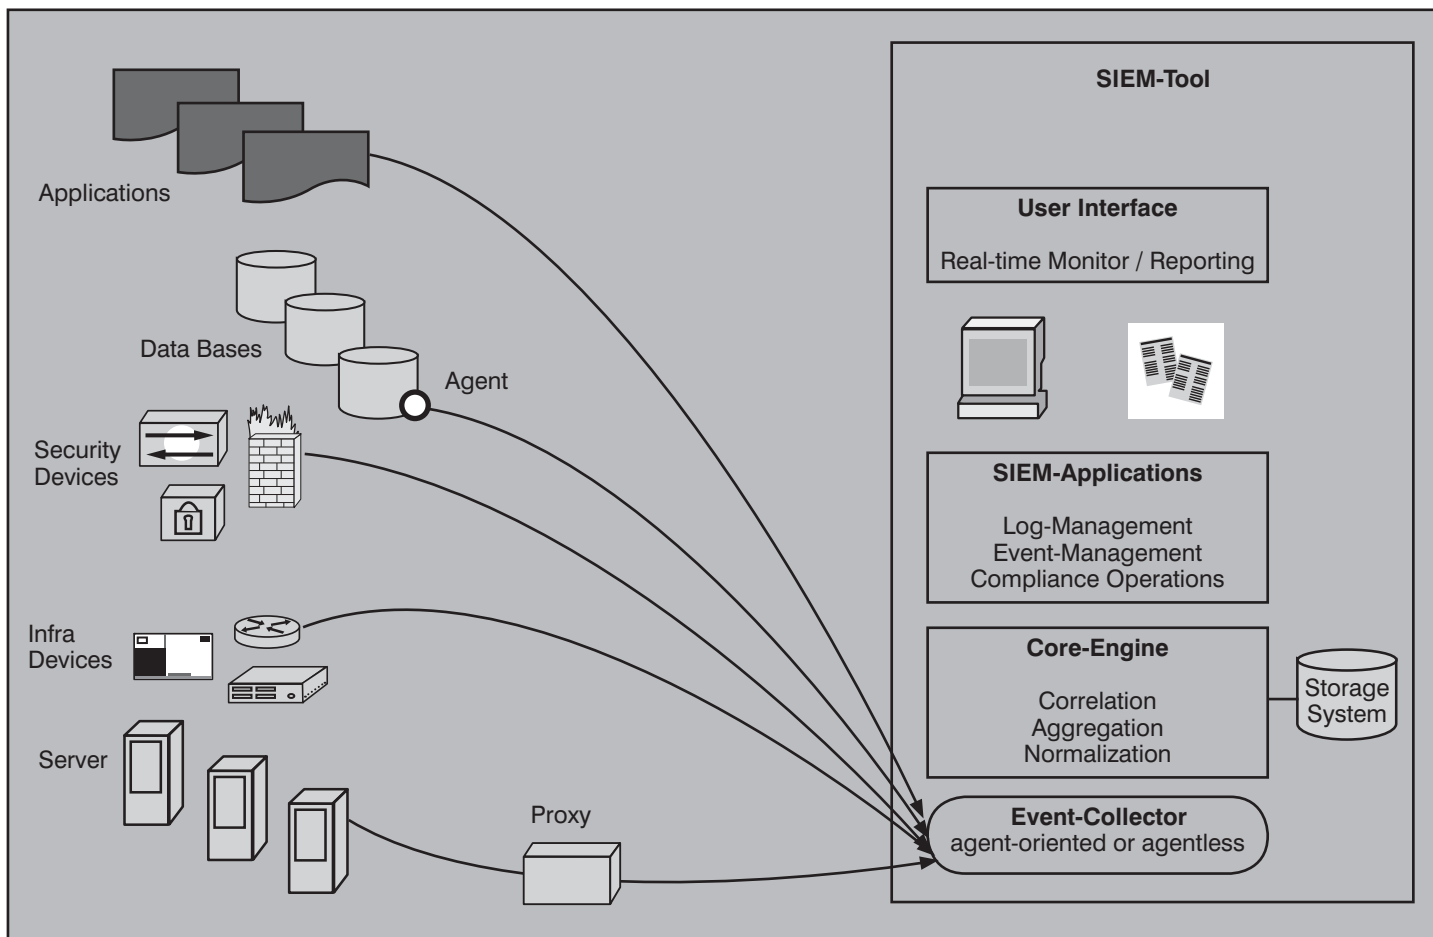 SIEM-Tool
Applications
User Interface
Real-time Monitor / Reporting
Data Bases
Agent
Security
Devices
SIEM-Applications
Log-Management
Event-Management
Compliance Operations
Infra
Devices
Core-Engine
Correlation
Aggregation
Normalization
Storage
System
Server
Proxy
Event-Collector
agent-oriented or agentless